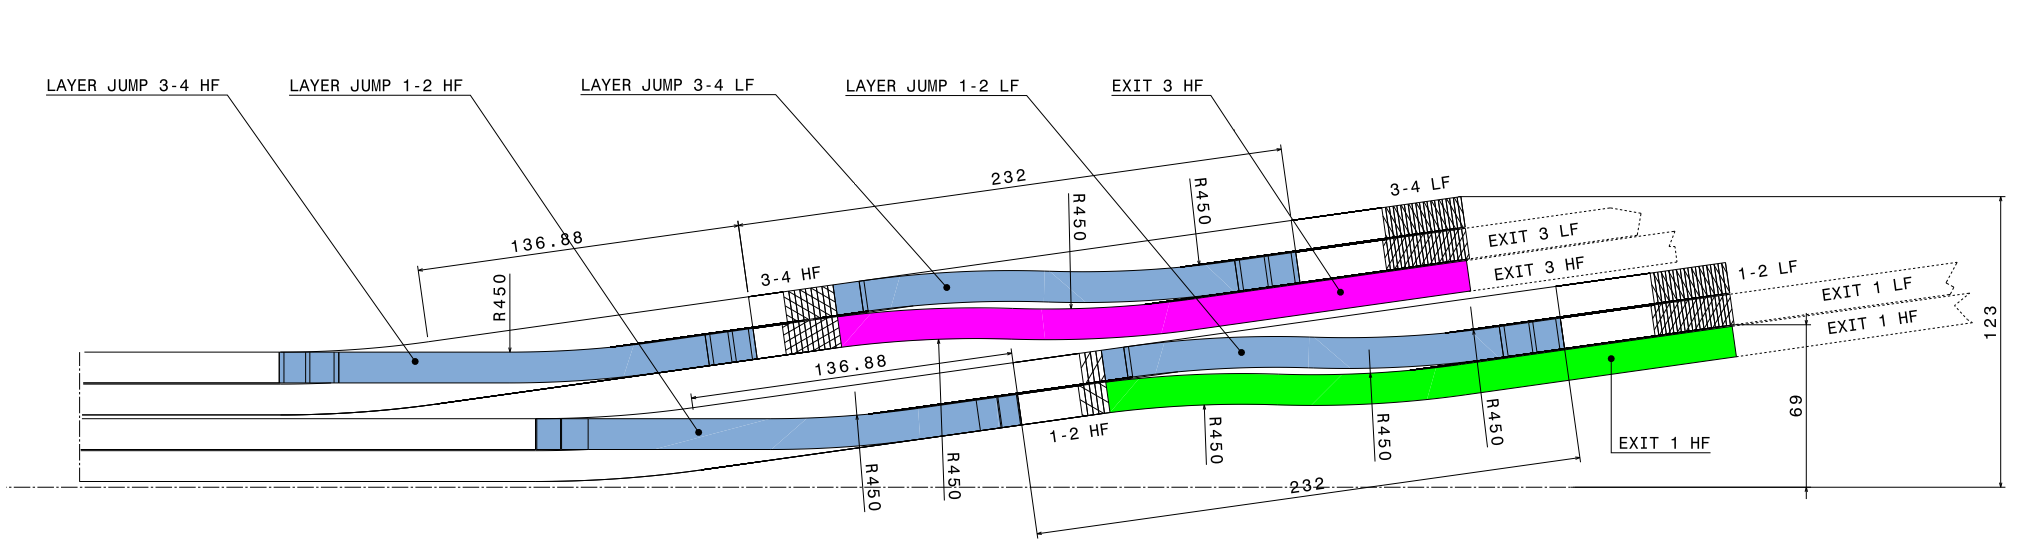 LAYER JUMP 3-4 HF
LAYER JUMP 1-2 HF
LAYER JUMP 3-4 LF
LAYER JUMP 1-2 LF
EXIT 3 HF
232
136.88
R450
R450
R450
3-4 LF
3-4 HF
EXIT 3 LF
EXIT 3 HF
1-2 LF
EXIT 1 LF
EXIT 1 HF
123
136.88
69
1-2 HF
R450
R450
R450
R450
R450
EXIT 1 HF
232